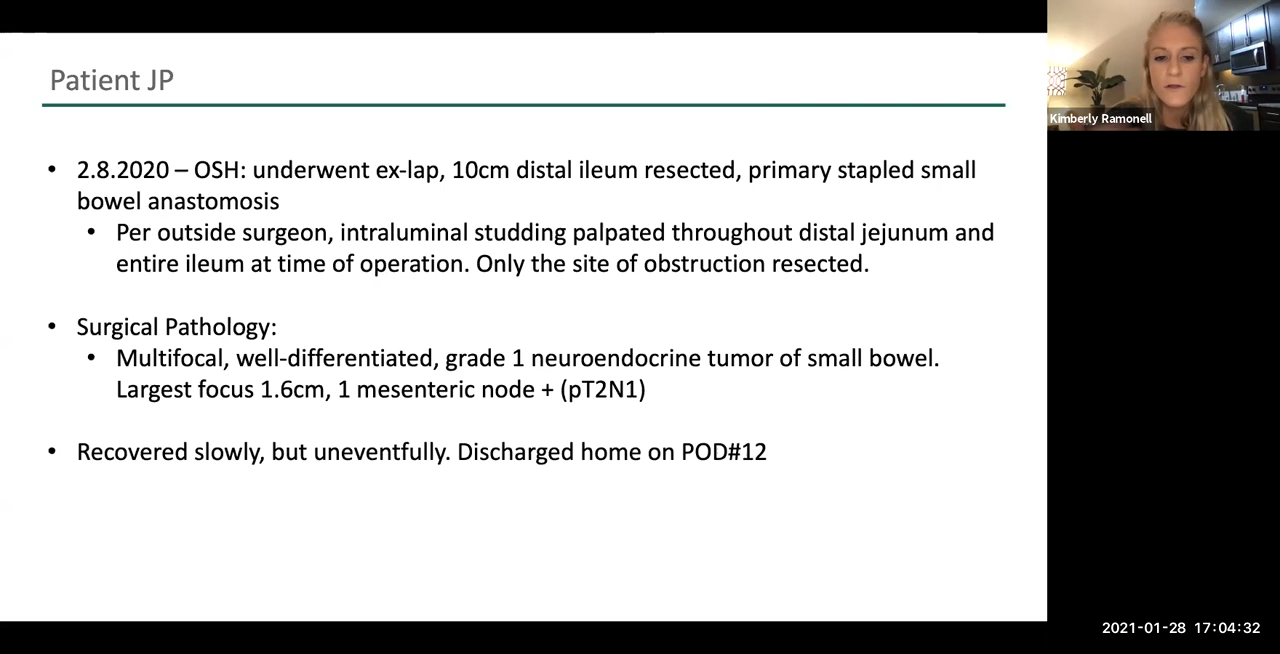 Patient JP
• 2.8.2020 – OSH: underwent ex-lap, 10cm distal ileum resected, primary stapled small
bowel anastomosis
• Per outside surgeon, intraluminal studding palpated throughout distal jejunum and
entire ileum at time of operation. Only the site of obstruction resected.
• Surgical Pathology:
• Multifocal, well-differentiated, grade 1 neuroendocrine tumor of small bowel.
Largest focus 1.6cm, 1 mesenteric node + (pT2N1)
• Recovered slowly, but uneventfully. Discharged home on POD#12
Kimberly Ramonell
2021-01-28 17:04:32